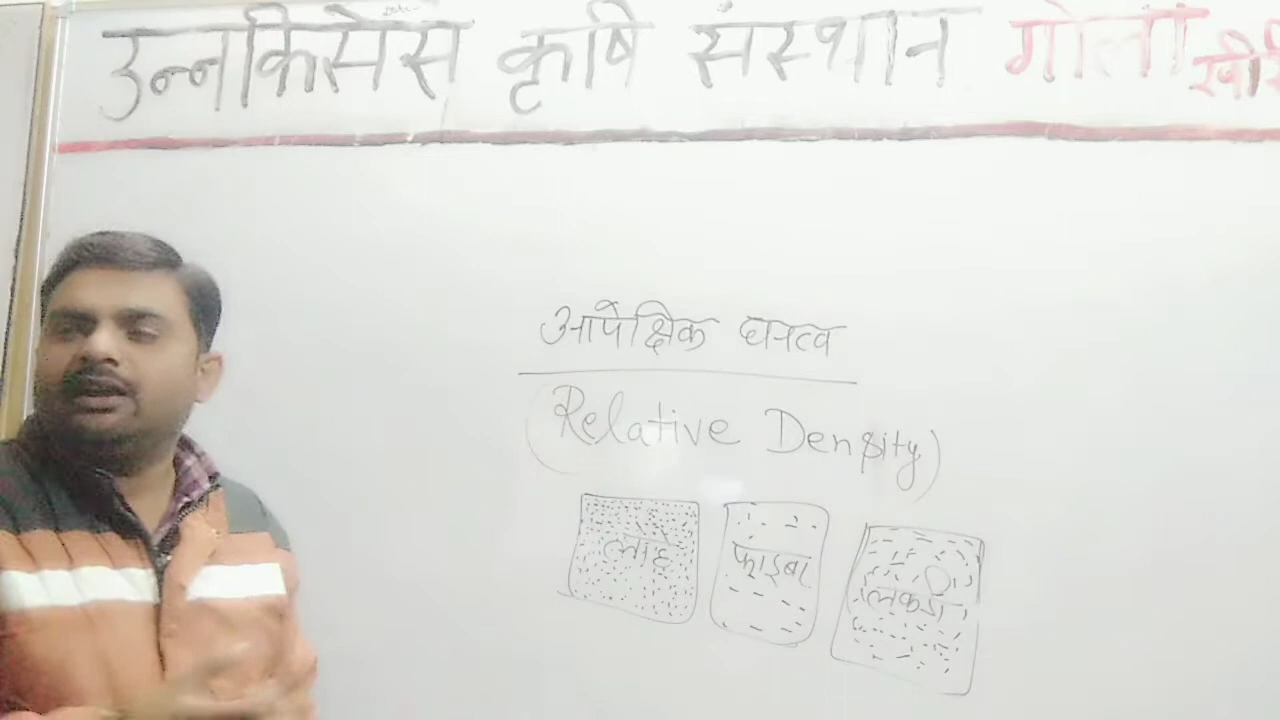 उन्नकिसेस कृषि संस्थान गोला
आपेक्षिक घनत्व
(Relative Density)
लोहे फाइबर लकड़ी